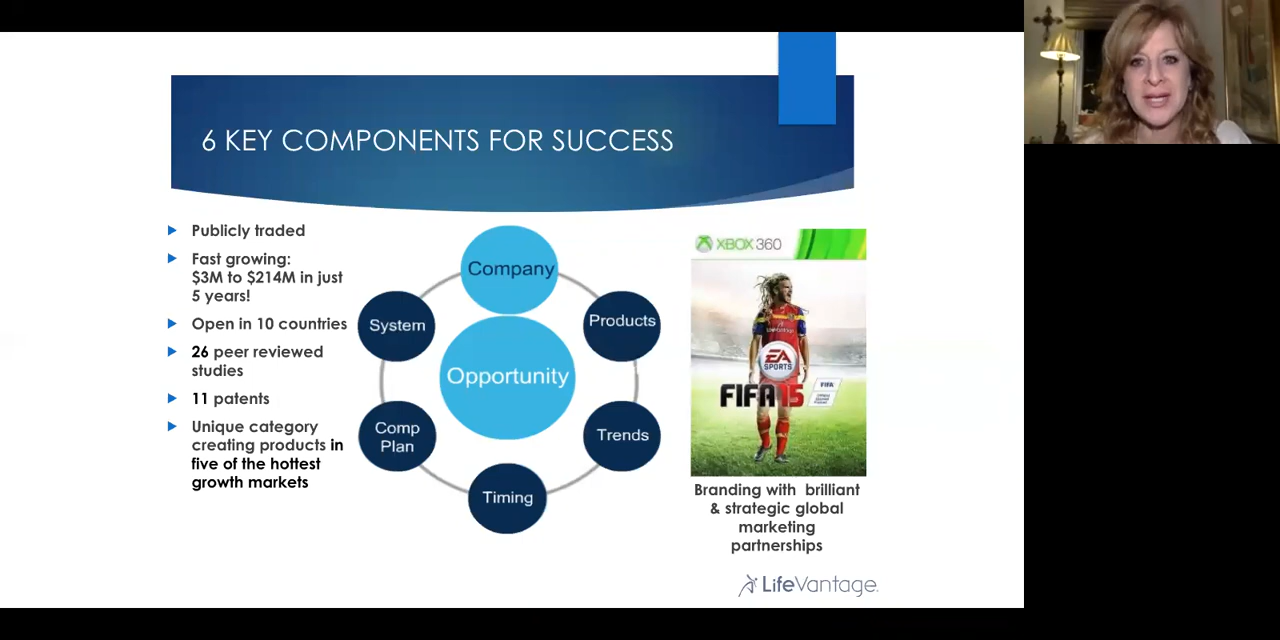 6 KEY COMPONENTS FOR SUCCESS
Publicly traded
Fast growing:
$3M to $214M in just
5 years!
Open in 10 countries
26 peer reviewed
studies
11 patents
Unique category
creating products in
five of the hottest
growth markets
Company
System
Products
Opportunity
Comp
Plan
Trends
Timing
XBOX 360
EA
SPORTS
FIFA 15
FIFA
Branding with brilliant
& strategic global
marketing
partnerships
LifeVantage